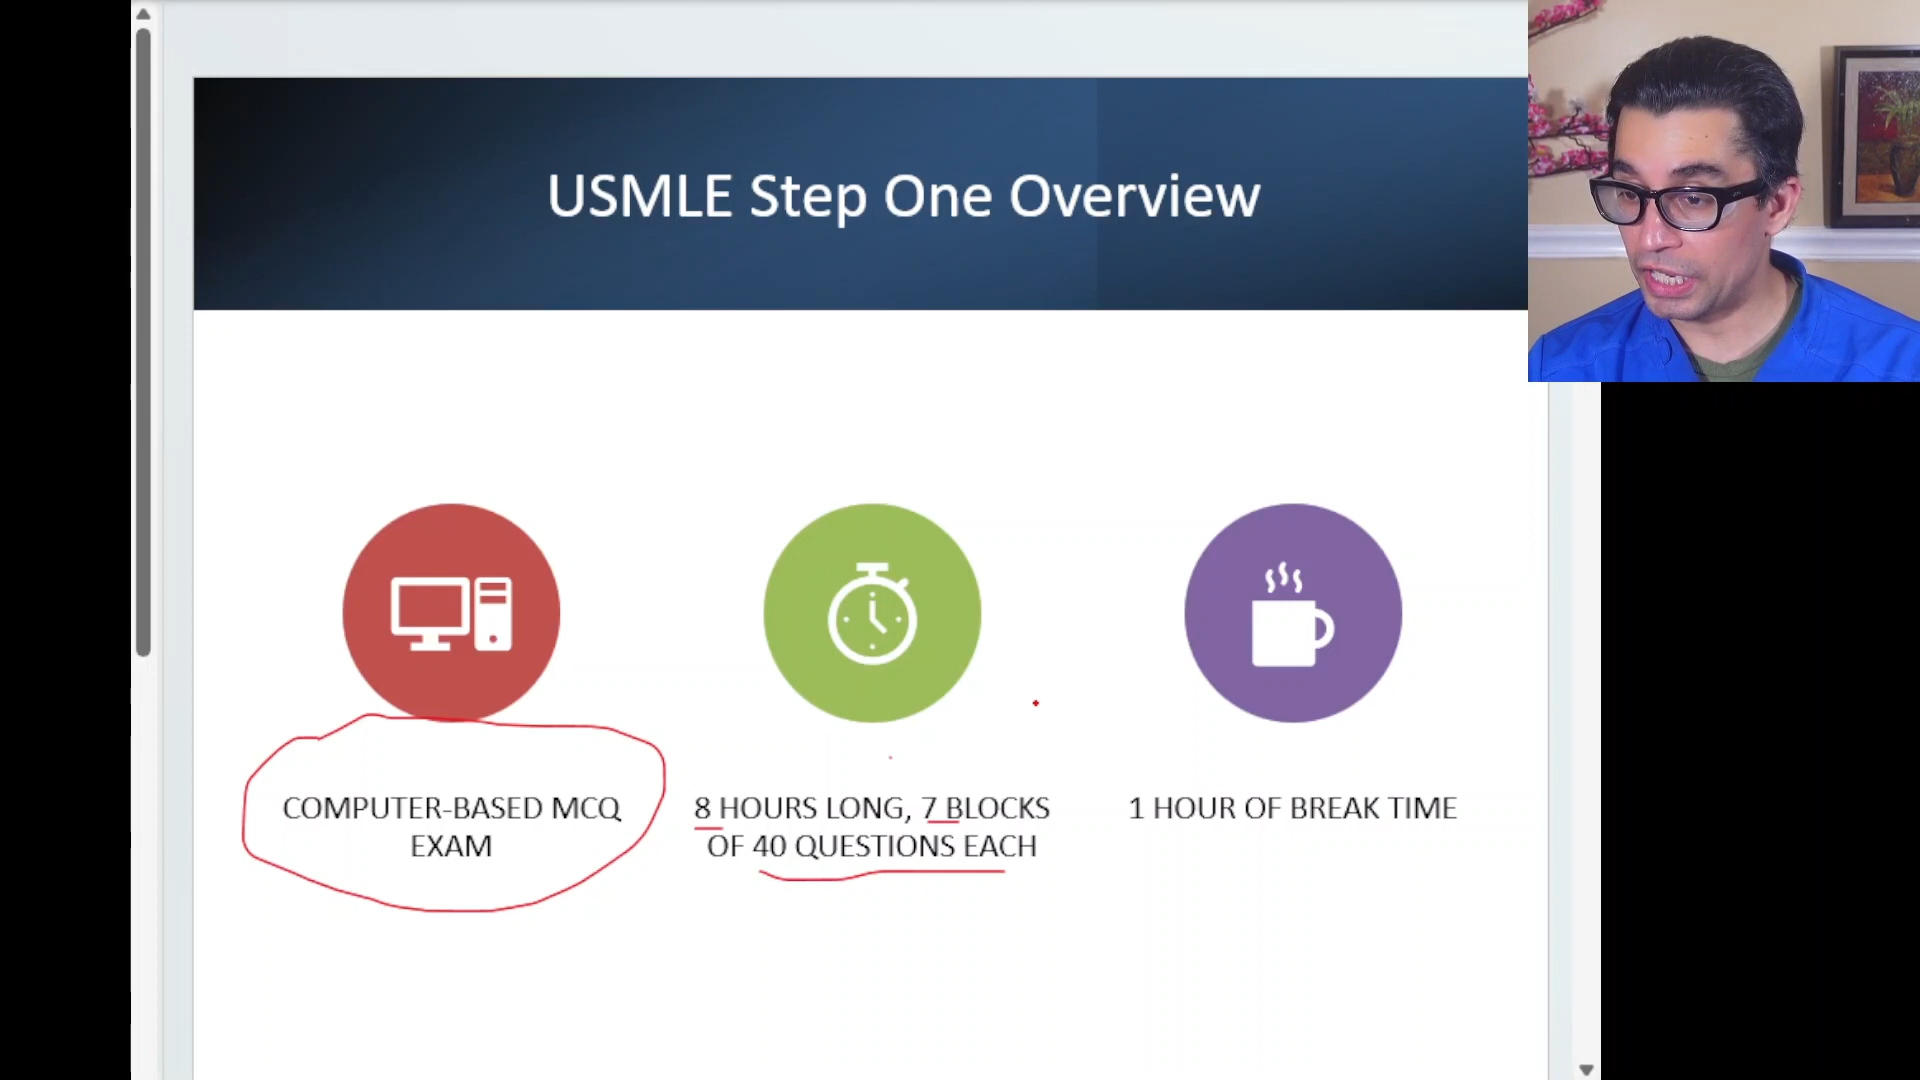 USMLE Step One Overview
COMPUTER-BASED MCQ
EXAM
8 HOURS LONG, 7 BLOCKS
OF 40 QUESTIONS EACH
1 HOUR OF BREAK TIME